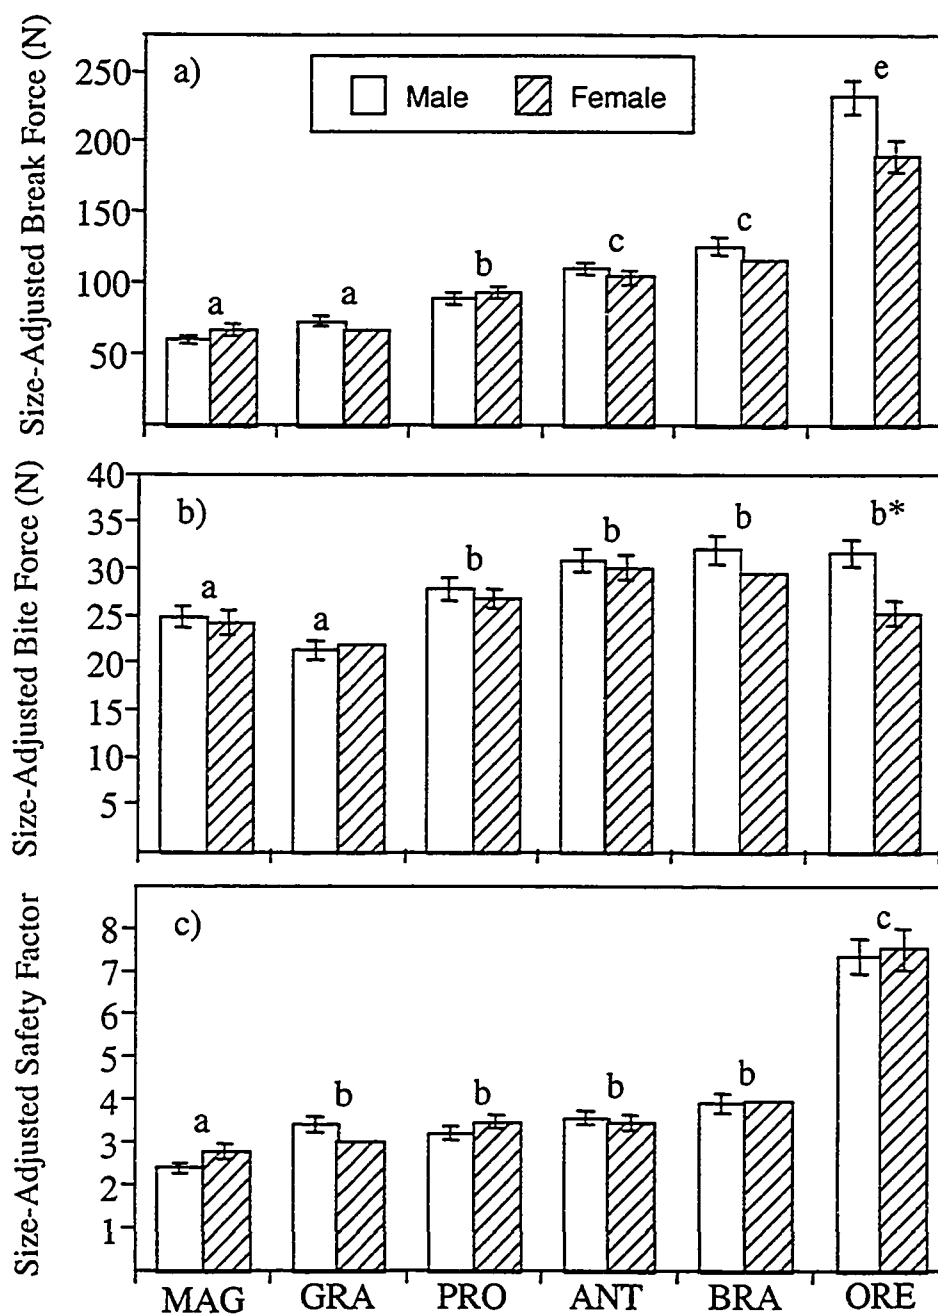 Size-Adjusted Break Force (N)
250
200
150
100
50
a)
Male
Female
a
a
b
c
c
e
Size-Adjusted Bite Force (N)
40
35
30
25
20
15
10
5
b)
a
a
b
b
b
b*
Size-Adjusted Safety Factor
8
7
6
5
4
3
2
1
c)
a
b
b
b
b
c
MAG GRA PRO ANT BRA ORE